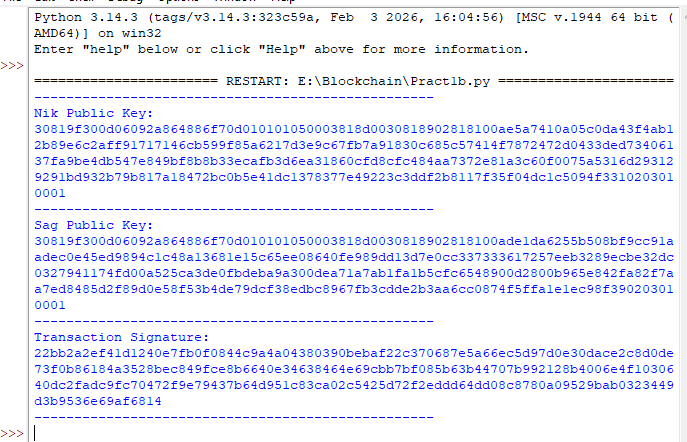 Python 3.14.3 (tags/v3.14.3:323c59a, Feb  3 2026, 16:04:56) [MSC v.1944 64 bit (
AMD64)] on win32
Enter "help" below or click "Help" above for more information.
>>>
======================= RESTART: E:\Blockchain\Pract1b.py ======================
--------------------------------------------------
Nik Public Key:
30819f300d06092a864886f70d010101050003818d0030818902818100ae5a7410a05c0da43f4ab1
2b89e6c2aff91717146cb599f85a6217d3e9c67fb7a91830c685c57414f7872472d0433ded734061
37fa9be4db547e849bf8b8b33ecafb3d6ea31860cfd8cfc484aa7372e81a3c60f0075a5316d29312
9291bd932b79b817a18472bc0b5e41dc1378377e49223c3ddf2b8117f35f04dc1c5094f331020301
0001
--------------------------------------------------
Sag Public Key:
30819f300d06092a864886f70d010101050003818d0030818902818100ade1da6255b508bf9cc91a
adec0e45ed9894c1c48a13681e15c65ee08640fe989dd13d7e0cc337333617257eeb3289ecbe32dc
0327941174fd00a525ca3de0fbdeba9a300dea71a7ab1fa1b5cfc6548900d2800b965e842fa82f7a
a7ed8485d2f89d0e58f53b4de79dcf38edbc8967fb3cdde2b3aa6cc0874f5ffa1e1ec98f39020301
0001
--------------------------------------------------
Transaction Signature:
22bb2a2ef41d1240e7fb0f0844c9a4a04380390bebaf22c370687e5a66ec5d97d0e30dace2c8d0de
73f0b86184a3528bec849fce8b6640e34638464e69cbb7bf085b63b44707b992128b4006e4f10306
40dc2fadc9fc70472f9e79437b64d951c83ca02c5425d72f2eddd64dd08c8780a09529bab0323449
d3b9536e69af6814
--------------------------------------------------
>>>